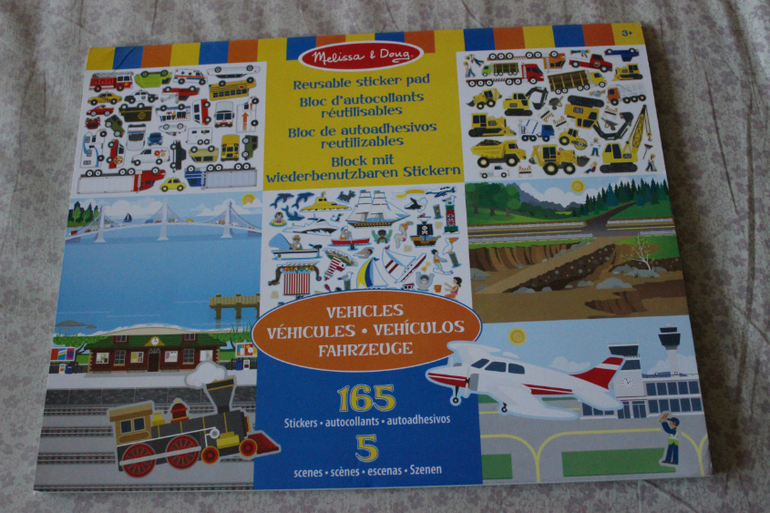 Melissa & Doug
3+
Reusable sticker pad
Bloc d'autocollants
réutilisables
Bloc de autoadhesivos
reutilizables
Block mit
wiederbenutzbaren Stickern
VEHICLES
VÉHICULES • VEHÍCULOS
FAHRZEUGE
165
Stickers • autocollants • autoadhesivos
5
scenes • scènes • escenas • Szenen